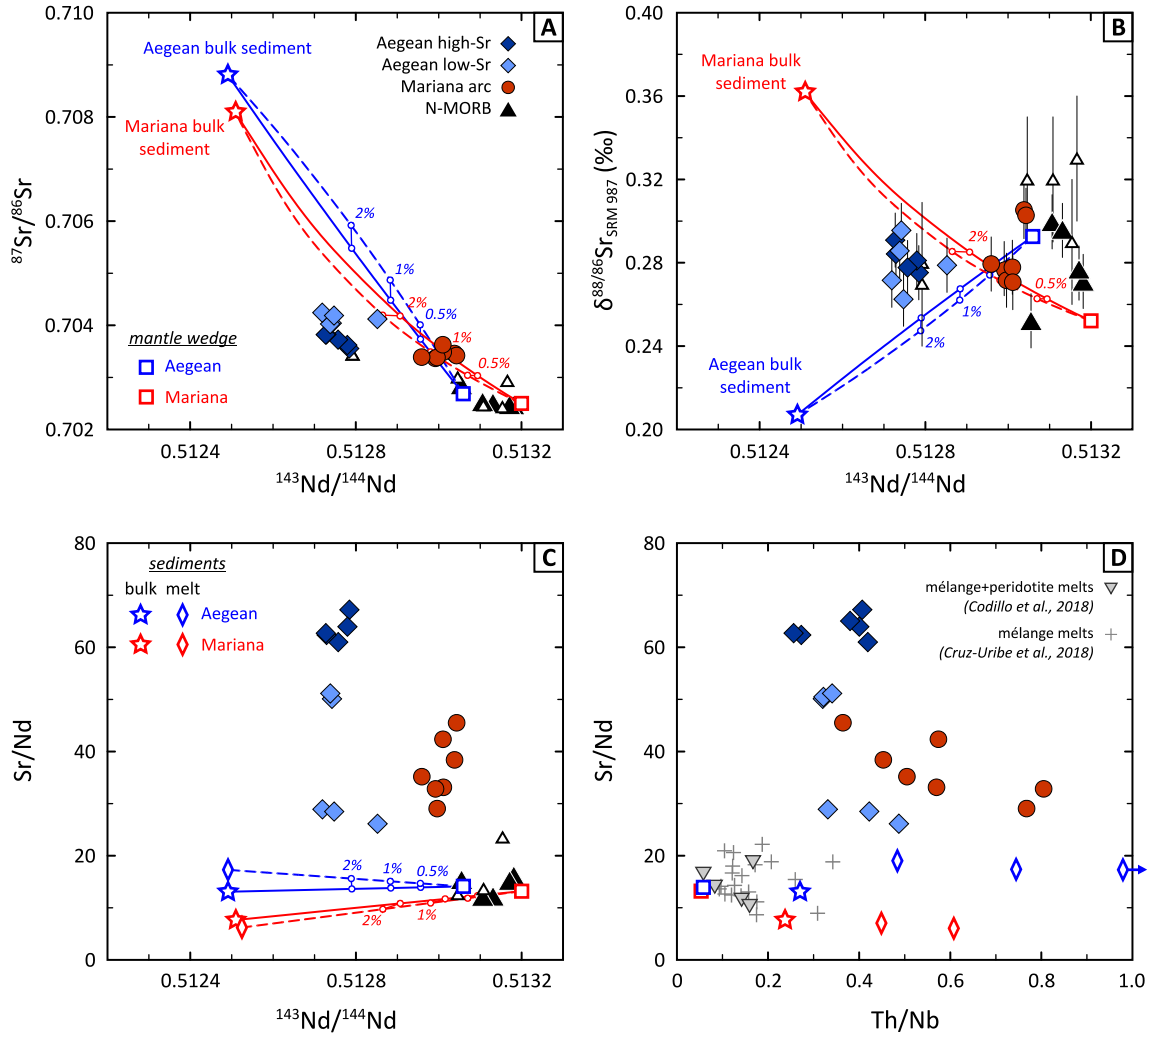 A
0.710
0.708
0.706
0.704
0.702
⁸⁷Sr/⁸⁶Sr
Aegean bulk sediment
Mariana bulk
sediment
Aegean high-Sr
Aegean low-Sr
Mariana arc
N-MORB
2%
1%
0.5%
2%
1%
0.5%
mantle wedge
Aegean
Mariana
0.5124
0.5128
0.5132
¹⁴³Nd/¹⁴⁴Nd
B
0.40
0.36
0.32
0.28
0.24
0.20
δ⁸⁸/⁸⁶Sr SRM 987 (‰)
Mariana bulk
sediment
2%
0.5%
1%
2%
Aegean bulk
sediment
0.5124
0.5128
0.5132
¹⁴³Nd/¹⁴⁴Nd
C
80
60
40
20
0
Sr/Nd
sediments
bulk melt
Aegean
Mariana
2%
1%
0.5%
2%
1%
0.5124
0.5128
0.5132
¹⁴³Nd/¹⁴⁴Nd
D
80
60
40
20
0
Sr/Nd
mélange+peridotite melts
(Codillo et al., 2018)
mélange melts
(Cruz-Uribe et al., 2018)
0
0.2
0.4
0.6
0.8
1.0
Th/Nb